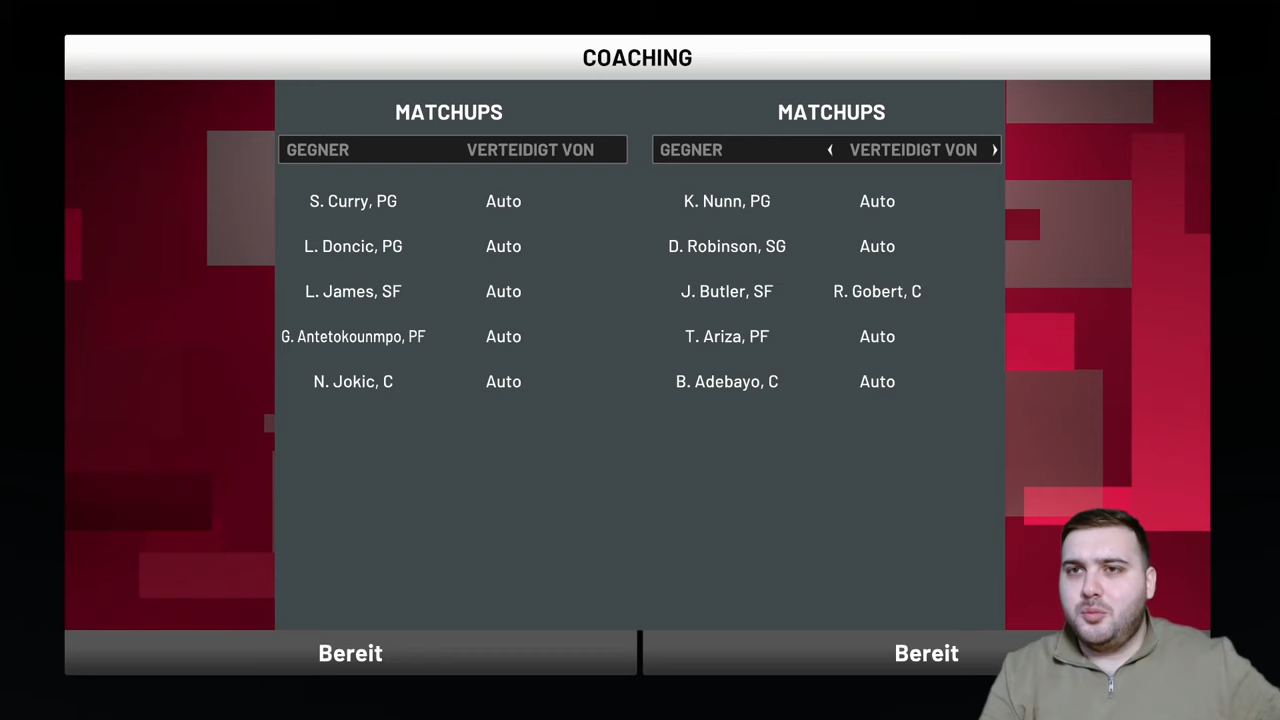 COACHING
MATCHUPS
GEGNER VERTEIDIGT VON
S. Curry, PG Auto
L. Doncic, PG Auto
L. James, SF Auto
G. Antetokounmpo, PF Auto
N. Jokic, C Auto
Bereit
MATCHUPS
GEGNER VERTEIDIGT VON
K. Nunn, PG Auto
D. Robinson, SG Auto
J. Butler, SF R. Gobert, C
T. Ariza, PF Auto
B. Adebayo, C Auto
Bereit